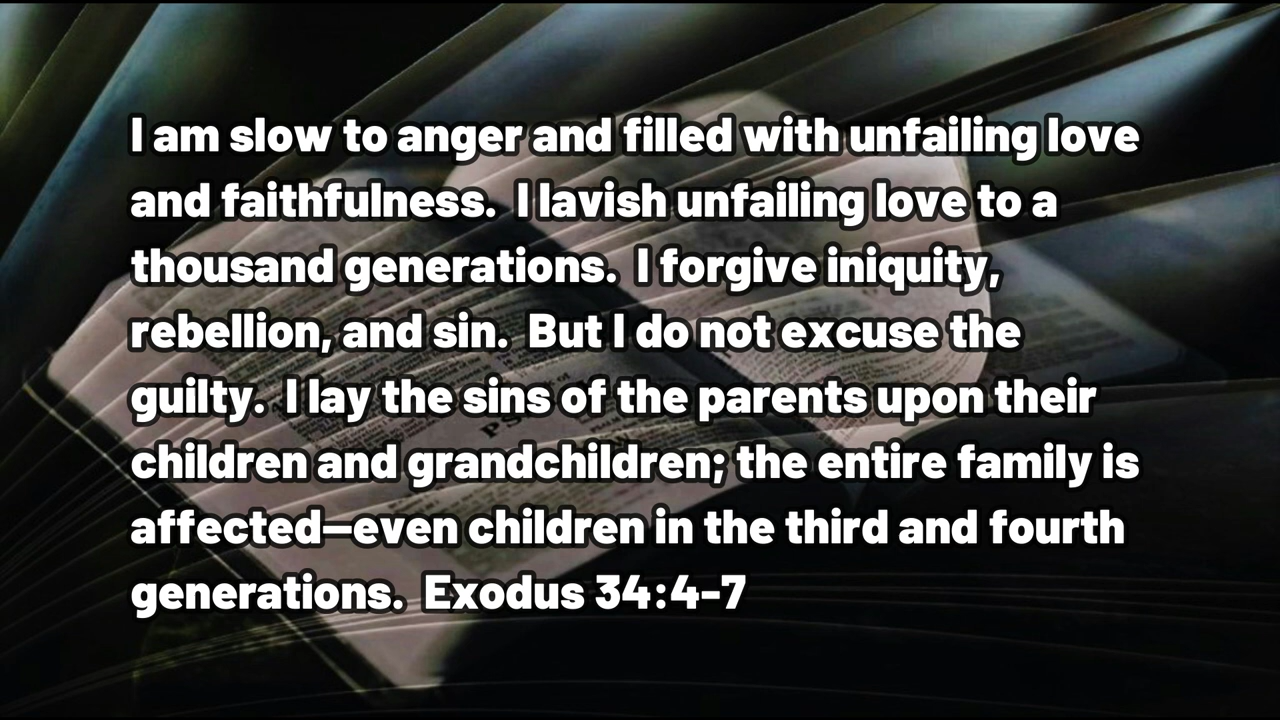 I am slow to anger and filled with unfailing love
and faithfulness.  I lavish unfailing love to a
thousand generations.  I forgive iniquity,
rebellion, and sin.  But I do not excuse the
guilty.  I lay the sins of the parents upon their
children and grandchildren; the entire family is
affected—even children in the third and fourth
generations.  Exodus 34:4-7